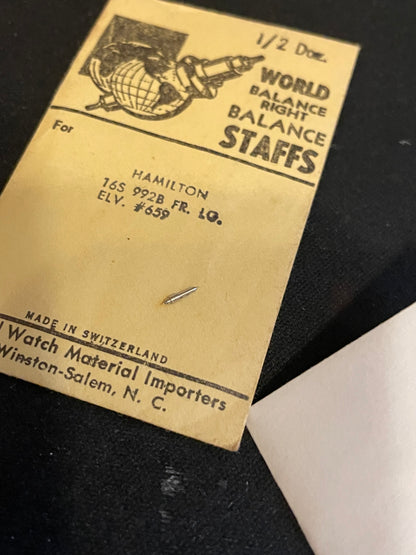 1/2 Doz.
WORLD
BALANCE
RIGHT
BALANCE
STAFFS
For
HAMILTON
16S 992B FR. LG.
ELV. #659
MADE IN SWITZERLAND
Watch Material Importers
Winston-Salem, N. C.